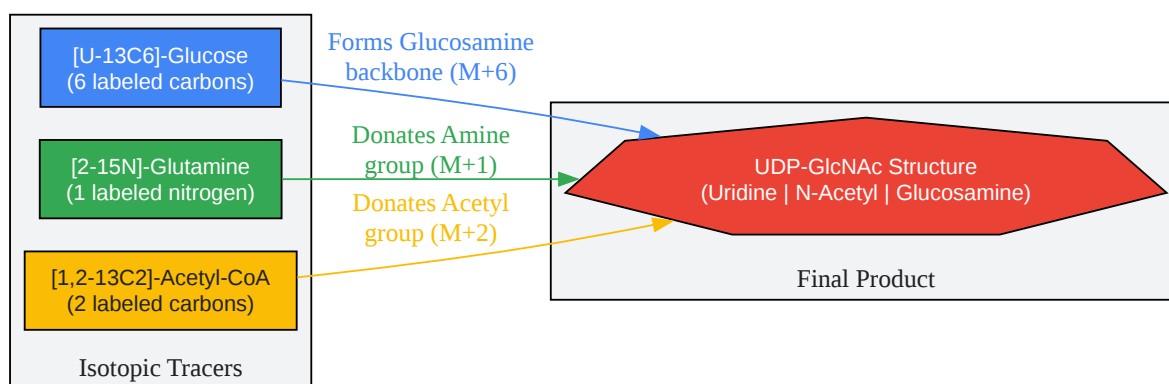 [U-13C6]-Glucose
(6 labeled carbons)
[2-15N]-Glutamine
(1 labeled nitrogen)
[1,2-13C2]-Acetyl-CoA
(2 labeled carbons)
Isotopic Tracers
Forms Glucosamine
backbone (M+6)
Donates Amine
group (M+1)
Donates Acetyl
group (M+2)
UDP-GlcNAc Structure
(Uridine | N-Acetyl | Glucosamine)
Final Product